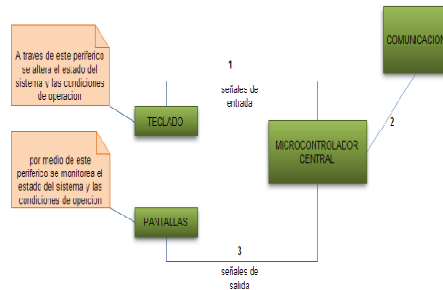 A traves de este periferico
se altera el estado del
sistema y las condiciones
de operación
1
señales de
entrada
COMUNICACION
TECLADO
2
MICROCONTROLADOR
CENTRAL
por medio de este
periferico se monitorea el
estado del sistema y las
condiciones de opercion
PANTALLAS
3
señales de
salida